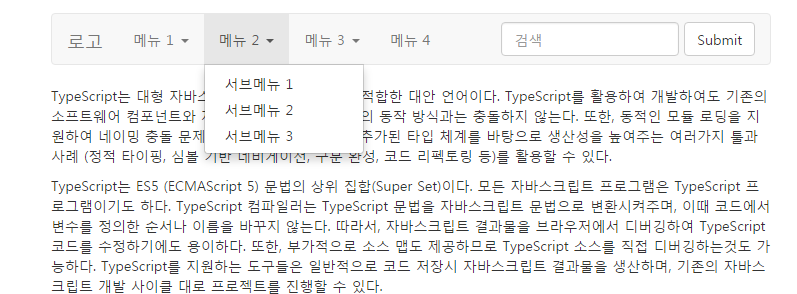 로고 메뉴 1 메뉴 2 메뉴 3 메뉴 4 검색 Submit
서브메뉴 1
서브메뉴 2
서브메뉴 3
TypeScript는 대형 자바스 적합한 대안 언어이다. TypeScript를 활용하여 개발하여도 기존의
소프트웨어 컴포넌트와 의 동작 방식과는 충돌하지 않는다. 또한, 동적인 모듈 로딩을 지
원하여 네이밍 충돌 문제 추가된 타입 체계를 바탕으로 생산성을 높여주는 여러가지 툴과
사례 (정적 타이핑, 심볼 기반 네비게이션, 구문 완성, 코드 리펙토링 등)를 활용할 수 있다.
TypeScript는 ES5 (ECMAScript 5) 문법의 상위 집합(Super Set)이다. 모든 자바스크립트 프로그램은 TypeScript 프
로그램이기도 하다. TypeScript 컴파일러는 TypeScript 문법을 자바스크립트 문법으로 변환시켜주며, 이때 코드에서
변수를 정의한 순서나 이름을 바꾸지 않는다. 따라서, 자바스크립트 결과물을 브라우저에서 디버깅하여 TypeScript
코드를 수정하기에도 용이하다. 또한, 부가적으로 소스 맵도 제공하므로 TypeScript 소스를 직접 디버깅하는것도 가
능하다. TypeScript를 지원하는 도구들은 일반적으로 코드 저장시 자바스크립트 결과물을 생산하며, 기존의 자바스
크립트 개발 사이클 대로 프로젝트를 진행할 수 있다.